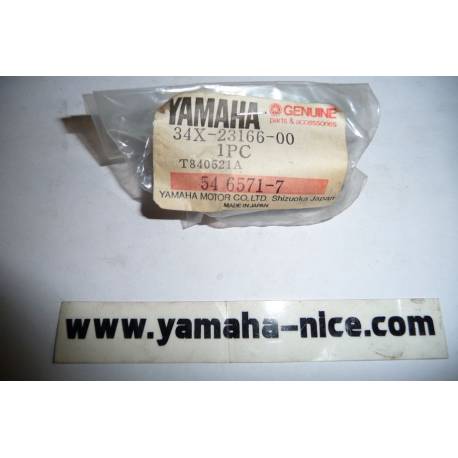 YAMAHA GENUINE
parts & accessories
34X-23166-00
1PC
T840521A
54 6571-7
YAMAHA MOTOR CO., LTD. Shizuoka Japan
MADE IN JAPAN
www.yamaha-nice.com